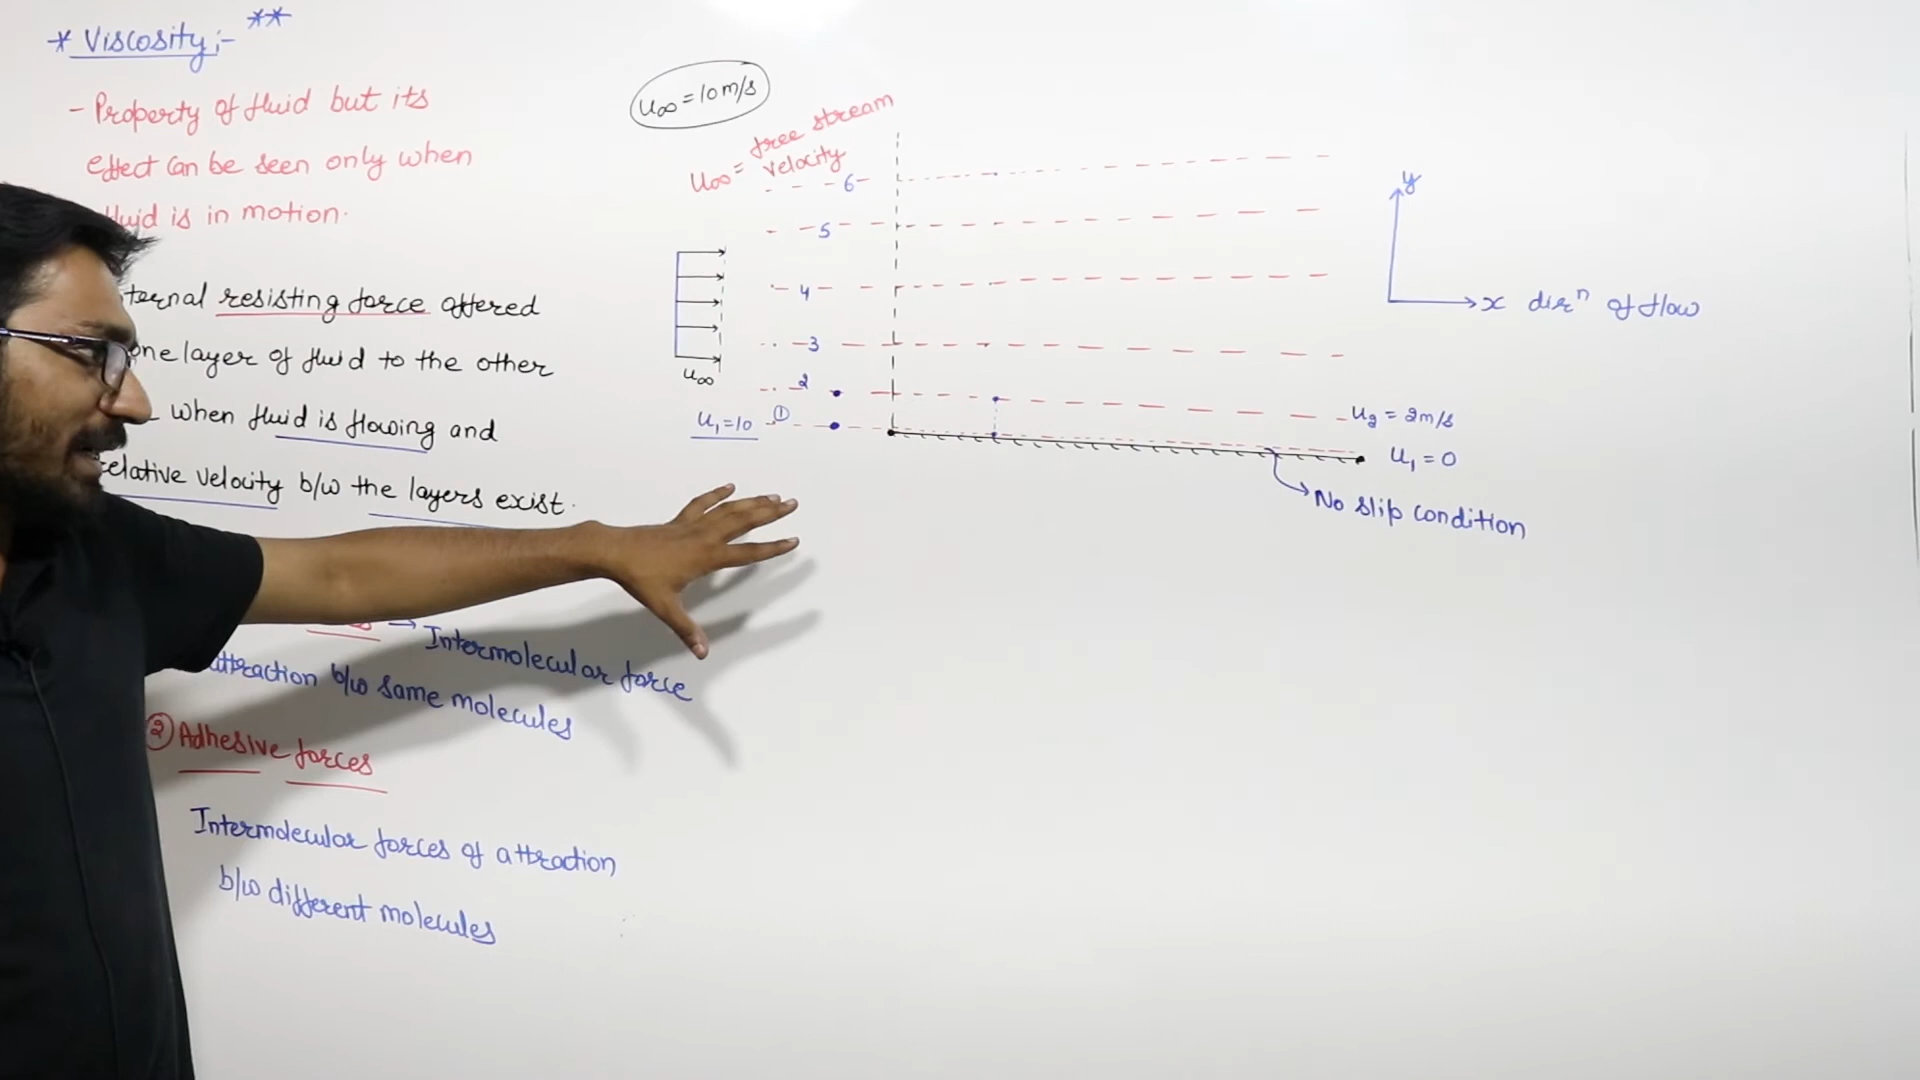 * Viscosity:- **
- Property of fluid but its
effect can be seen only when
fluid is in motion.
ternal resisting force offered
one layer of fluid to the other
when fluid is flowing and
relative velocity b/w the layers exist.
→ Intermolecular force
attraction b/w same molecules
② Adhesive forces
Intermolecular forces of attraction
b/w different molecules
u∞ = 10m/s
u∞ = free stream
velocity
6
5
4
3
2
①
u∞
u₁=10
u₂ = 2m/s
u₁ = 0
No slip condition
y
x dirⁿ of flow